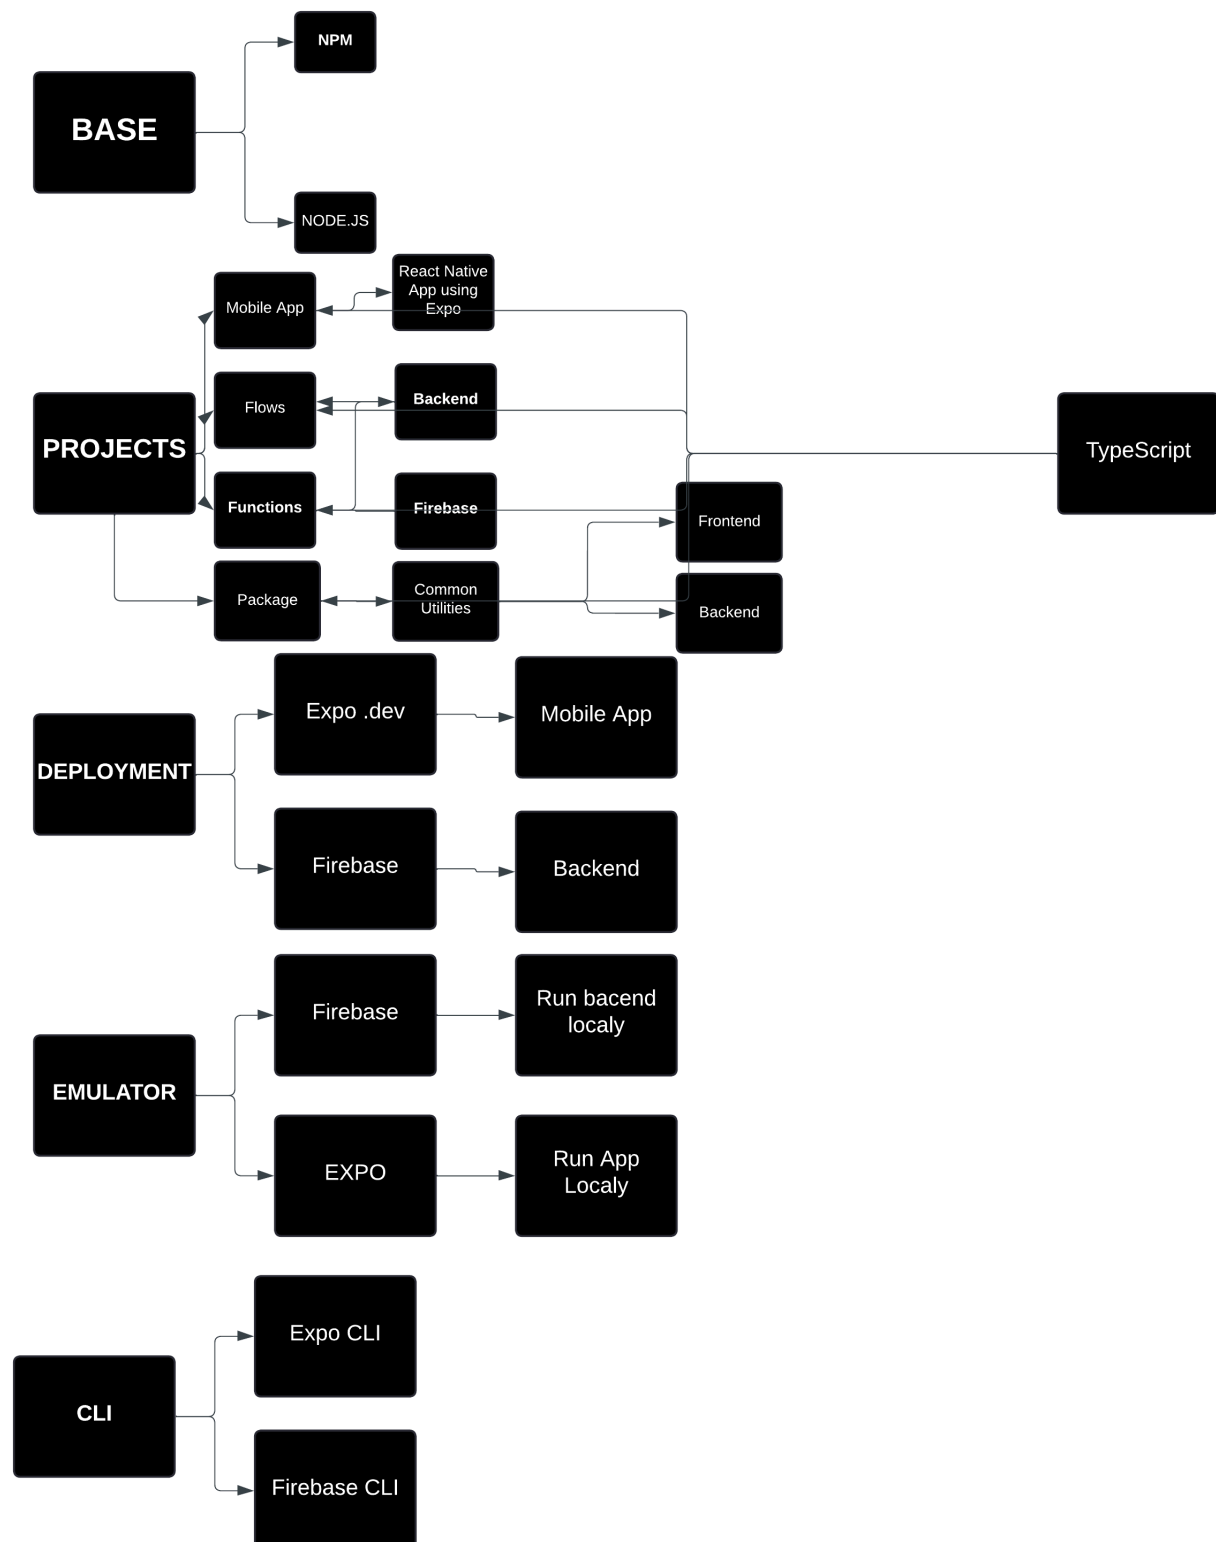 NPM
BASE
NODE.JS
React Native
App using
Expo
Mobile App
Backend
Flows
PROJECTS
TypeScript
Functions
Firebase
Frontend
Package
Common
Utilities
Backend
Expo .dev
Mobile App
DEPLOYMENT
Firebase
Backend
Firebase
Run bacend
localy
EMULATOR
EXPO
Run App
Localy
Expo CLI
CLI
Firebase CLI